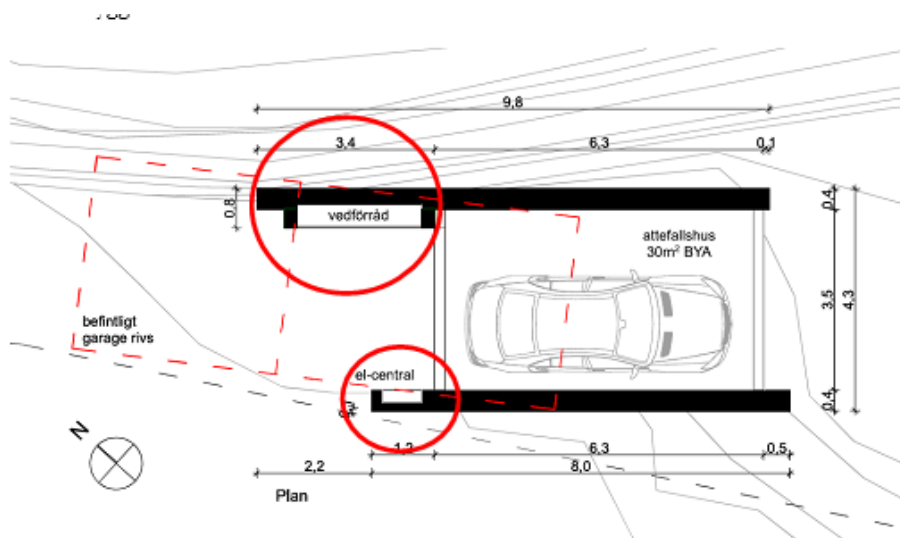 9,8
3,4
6,3
0,1
0,8
vedförråd
0,4
attefallshus
30m² BYA
3,5
4,3
befintligt
garage rivs
el-central
0,4
N
1,2
6,3
0,5
2,2
8,0
Plan